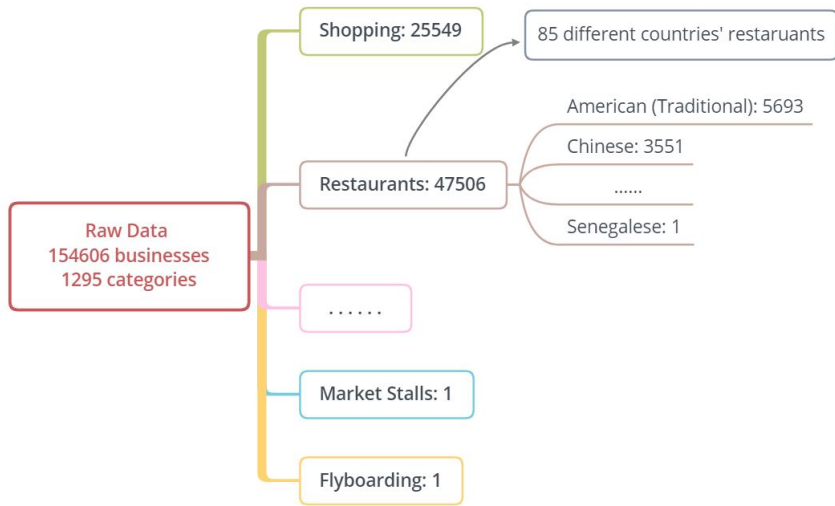 Shopping: 25549
85 different countries' restaruants
American (Traditional): 5693
Chinese: 3551
Restaurants: 47506
......
Senegalese: 1
Raw Data
154606 businesses
1295 categories
. . . . . .
Market Stalls: 1
Flyboarding: 1